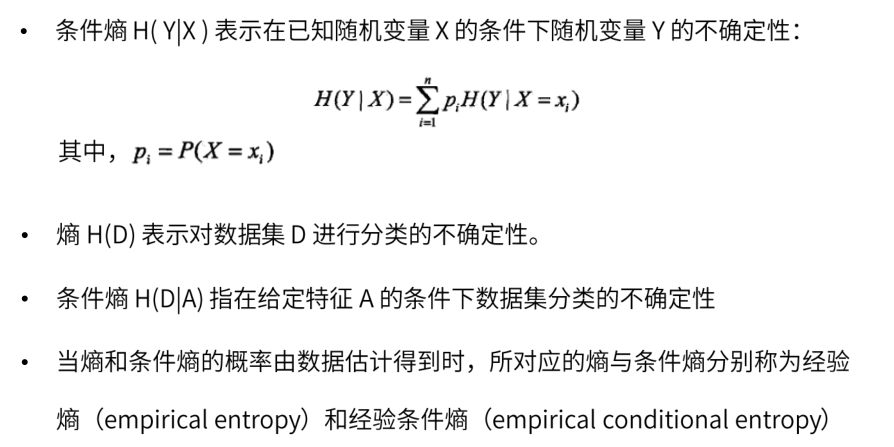 • 条件熵 H( Y|X ) 表示在已知随机变量 X 的条件下随机变量 Y 的不确定性：
H(Y | X) = ∑_{i=1}^{n} p_i H(Y | X = x_i)
其中，p_i = P(X = x_i)
• 熵 H(D) 表示对数据集 D 进行分类的不确定性。
• 条件熵 H(D|A) 指在给定特征 A 的条件下数据集分类的不确定性
• 当熵和条件熵的概率由数据估计得到时，所对应的熵与条件熵分别称为经验
熵（empirical entropy）和经验条件熵（empirical conditional entropy）